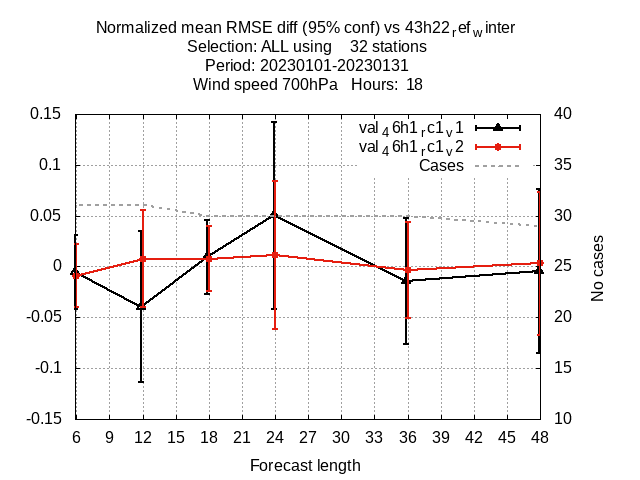 Normalized mean RMSE diff (95% conf) vs 43h22ref_winter
Selection: ALL using 32 stations
Period: 20230101-20230131
Wind speed 700hPa Hours: 18
val46h1rc1v1
val46h1rc1v2
Cases
0.15
0.1
0.05
0
-0.05
-0.1
-0.15
40
35
30
25
20
15
10
No cases
6 9 12 15 18 21 24 27 30 33 36 39 42 45 48
Forecast length